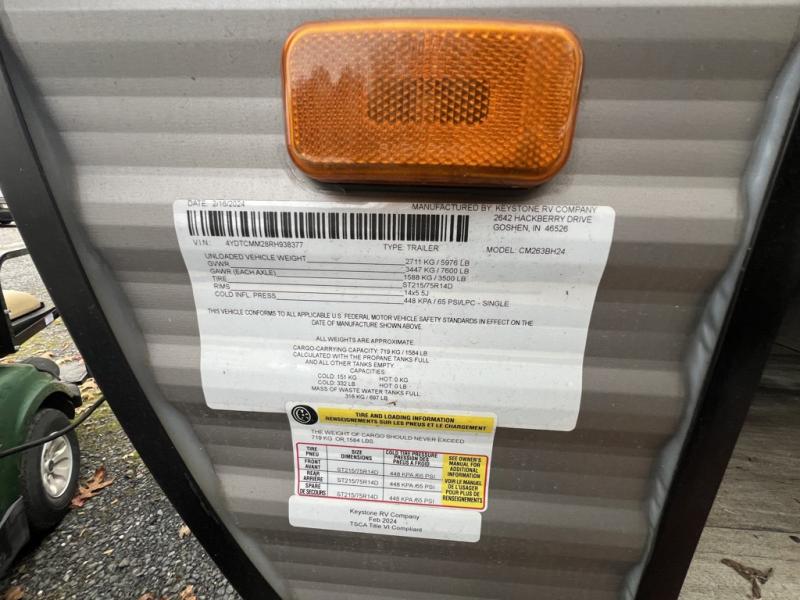 DATE: 2/16/2024
MANUFACTURED BY: KEYSTONE RV COMPANY
2642 HACKBERRY DRIVE
GOSHEN, IN 46526
V.I.N.: 4YDTCMM28RH938377 TYPE: TRAILER MODEL: CM263BH24
UNLOADED VEHICLE WEIGHT 2711 KG / 5976 LB
GVWR 3447 KG / 7600 LB
GAWR (EACH AXLE) 1588 KG / 3500 LB
TIRE ST215/75R14D
RIMS 14x5.5J
COLD INFL. PRESS 448 KPA / 65 PSI/LPC - SINGLE
THIS VEHICLE CONFORMS TO ALL APPLICABLE U.S. FEDERAL MOTOR VEHICLE SAFETY STANDARDS IN EFFECT ON THE
DATE OF MANUFACTURE SHOWN ABOVE.
ALL WEIGHTS ARE APPROXIMATE.
CARGO-CARRYING CAPACITY: 719 KG / 1584 LB
CALCULATED WITH THE PROPANE TANKS FULL
AND ALL OTHER TANKS EMPTY.
CAPACITIES:
COLD: 151 KG HOT: 0 KG
COLD: 332 LB HOT: 0 LB
MASS OF WASTE WATER TANKS FULL:
316 KG / 697 LB
TIRE AND LOADING INFORMATION
RENSEIGNEMENTS SUR LES PNEUS ET LE CHARGEMENT
THE WEIGHT OF CARGO SHOULD NEVER EXCEED
719 KG OR 1584 LBS.
TIRE
PNEU
SIZE
DIMENSIONS
COLD TIRE PRESSURE
PRESSION DES
PNEUS A FROID
FRONT
AVANT
ST215/75R14D
448 KPA /65 PSI
REAR
ARRIÈRE
ST215/75R14D
448 KPA /65 PSI
SPARE
DE SECOURS
ST215/75R14D
448 KPA /65 PSI
SEE OWNER'S
MANUAL FOR
ADDITIONAL
INFORMATION
VOIR LE MANUEL
DE L'USAGER
POUR PLUS DE
RENSEIGNEMENTS
Keystone RV Company
Feb 2024
TSCA Title VI Compliant